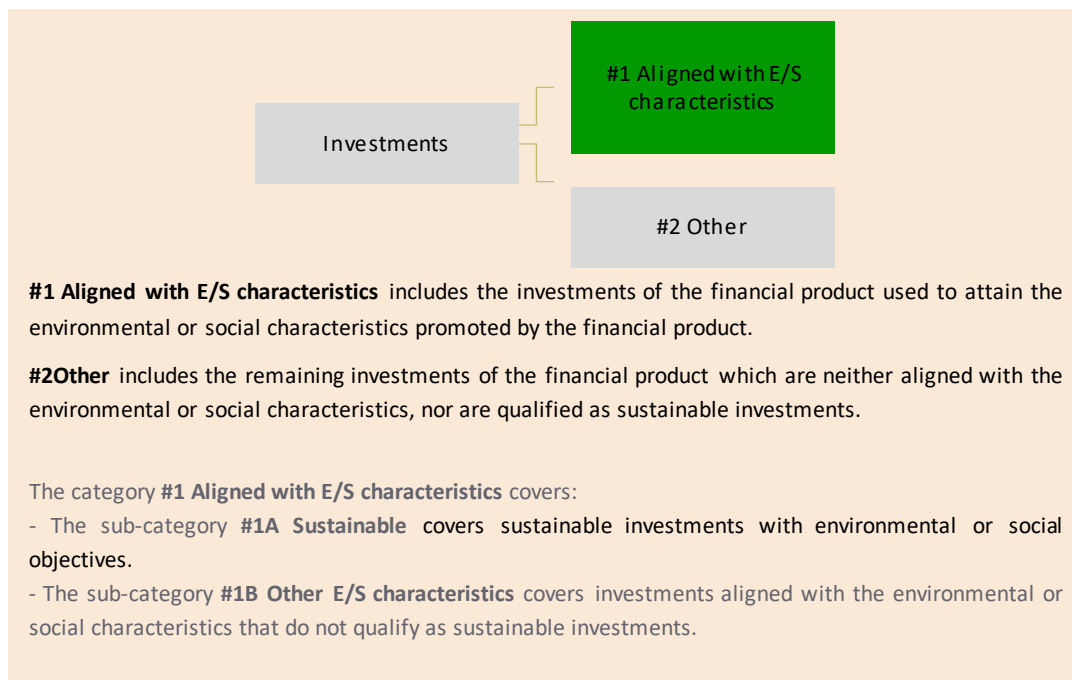 #1 Aligned with E/S
characteristics
Investments
#2 Other
#1 Aligned with E/S characteristics includes the investments of the financial product used to attain the
environmental or social characteristics promoted by the financial product.
#2Other includes the remaining investments of the financial product which are neither aligned with the
environmental or social characteristics, nor are qualified as sustainable investments.
The category #1 Aligned with E/S characteristics covers:
- The sub-category #1A Sustainable covers sustainable investments with environmental or social
objectives.
- The sub-category #1B Other E/S characteristics covers investments aligned with the environmental or
social characteristics that do not qualify as sustainable investments.